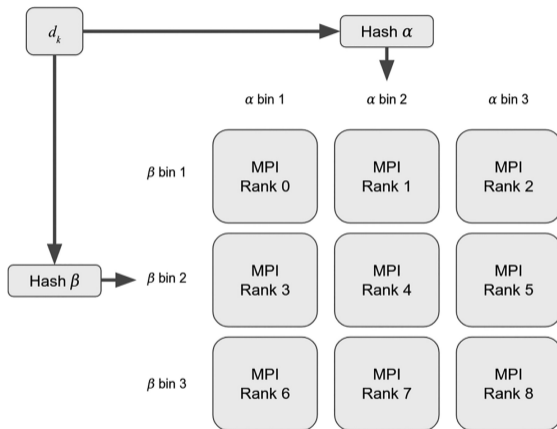 d_k
Hash α
α bin 1
α bin 2
α bin 3
β bin 1
MPI
Rank 0
MPI
Rank 1
MPI
Rank 2
Hash β
β bin 2
MPI
Rank 3
MPI
Rank 4
MPI
Rank 5
β bin 3
MPI
Rank 6
MPI
Rank 7
MPI
Rank 8